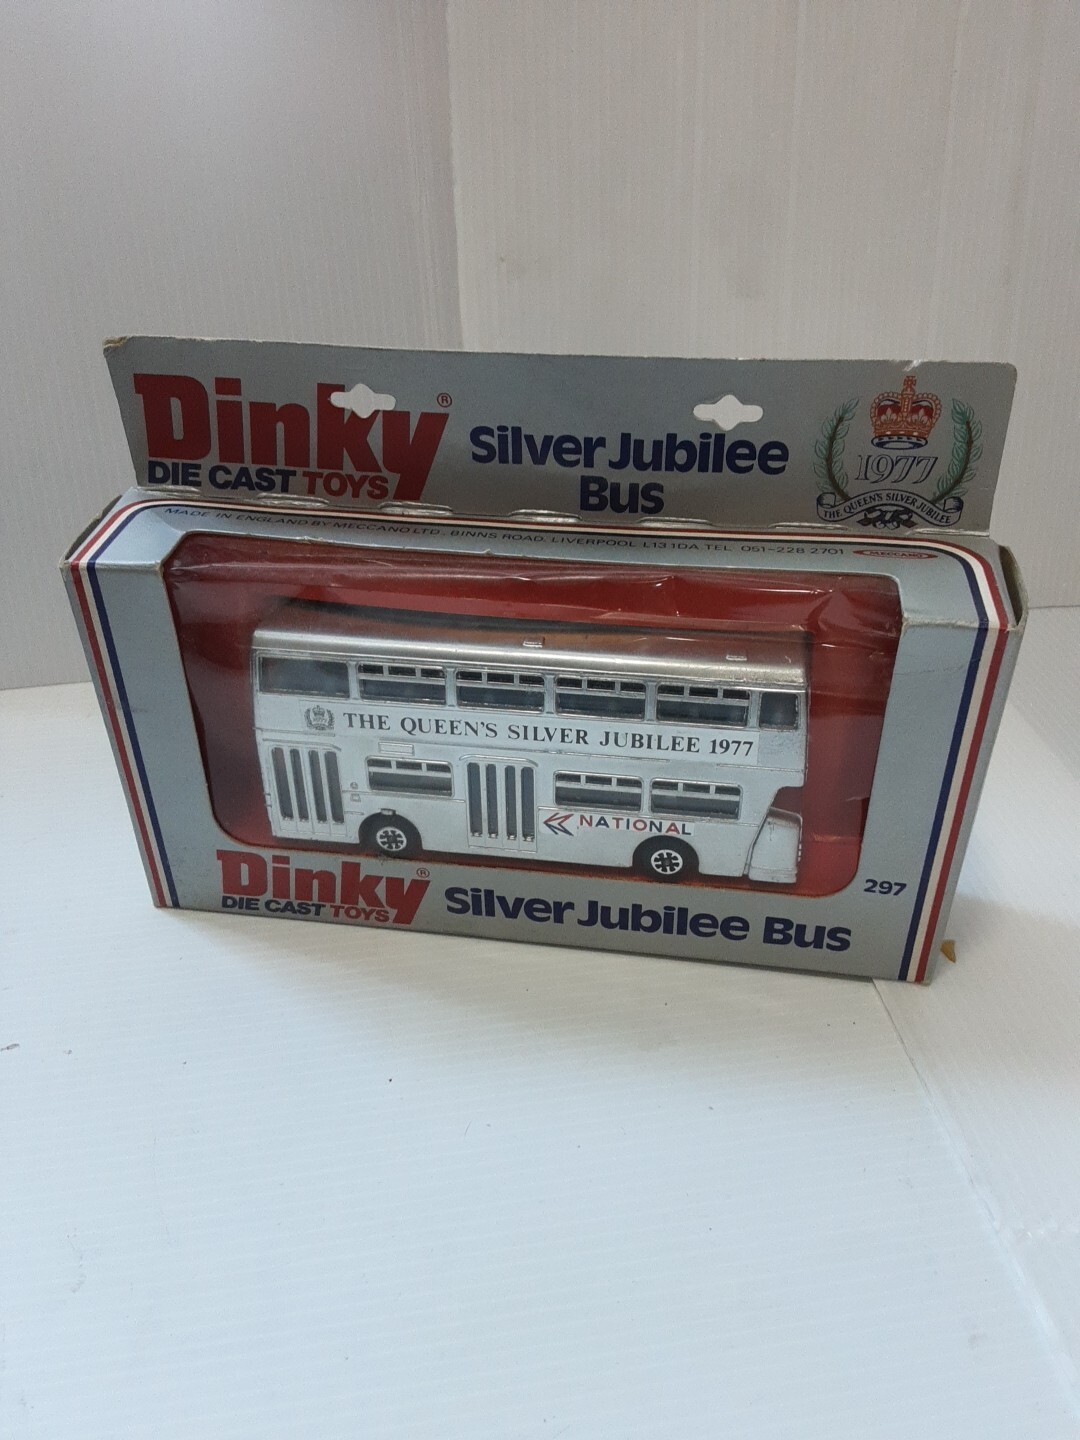 Dinky®
DIE CAST TOYS
Silver Jubilee
Bus
1977
THE QUEEN'S SILVER JUBILEE
MADE IN ENGLAND BY MECCANO LTD. BINNS ROAD. LIVERPOOL L13 1DA TEL 051-228 2701 MECCANO
THE QUEEN'S SILVER JUBILEE 1977
NATIONAL
297
Dinky®
DIE CAST TOYS
Silver Jubilee Bus